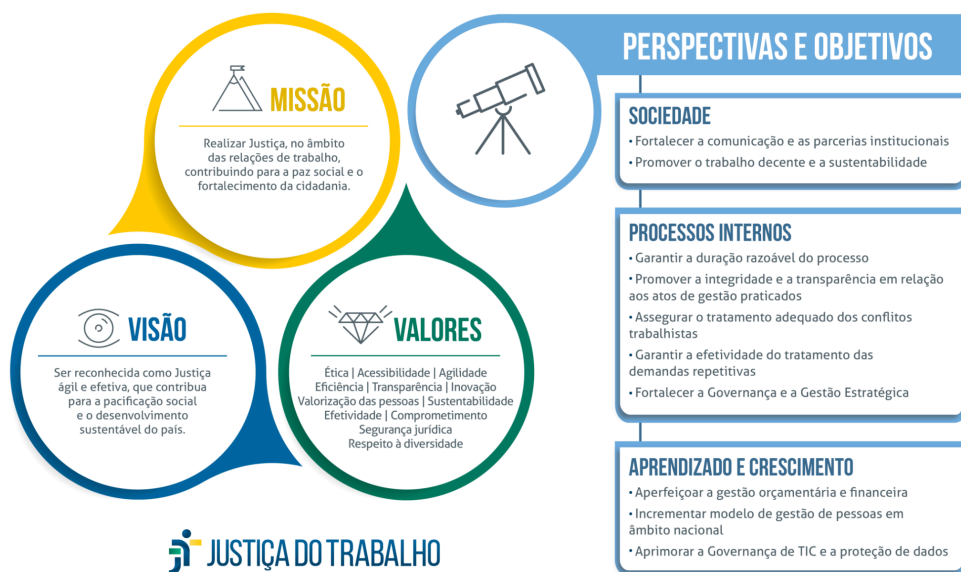 MISSÃO
Realizar Justiça, no âmbito
das relações de trabalho,
contribuindo para a paz social e o
fortalecimento da cidadania.
VISÃO
Ser reconhecida como Justiça
ágil e efetiva, que contribua
para a pacificação social
e o desenvolvimento
sustentável do país.
VALORES
Ética | Acessibilidade | Agilidade
Eficiência | Transparência | Inovação
Valorização das pessoas | Sustentabilidade
Efetividade | Comprometimento
Segurança jurídica
Respeito à diversidade
JUSTIÇA DO TRABALHO
PERSPECTIVAS E OBJETIVOS
SOCIEDADE
• Fortalecer a comunicação e as parcerias institucionais
• Promover o trabalho decente e a sustentabilidade
PROCESSOS INTERNOS
• Garantir a duração razoável do processo
• Promover a integridade e a transparência em relação
aos atos de gestão praticados
• Assegurar o tratamento adequado dos conflitos
trabalhistas
• Garantir a efetividade do tratamento das
demandas repetitivas
• Fortalecer a Governança e a Gestão Estratégica
APRENDIZADO E CRESCIMENTO
• Aperfeiçoar a gestão orçamentária e financeira
• Incrementar modelo de gestão de pessoas em
âmbito nacional
• Aprimorar a Governança de TIC e a proteção de dados